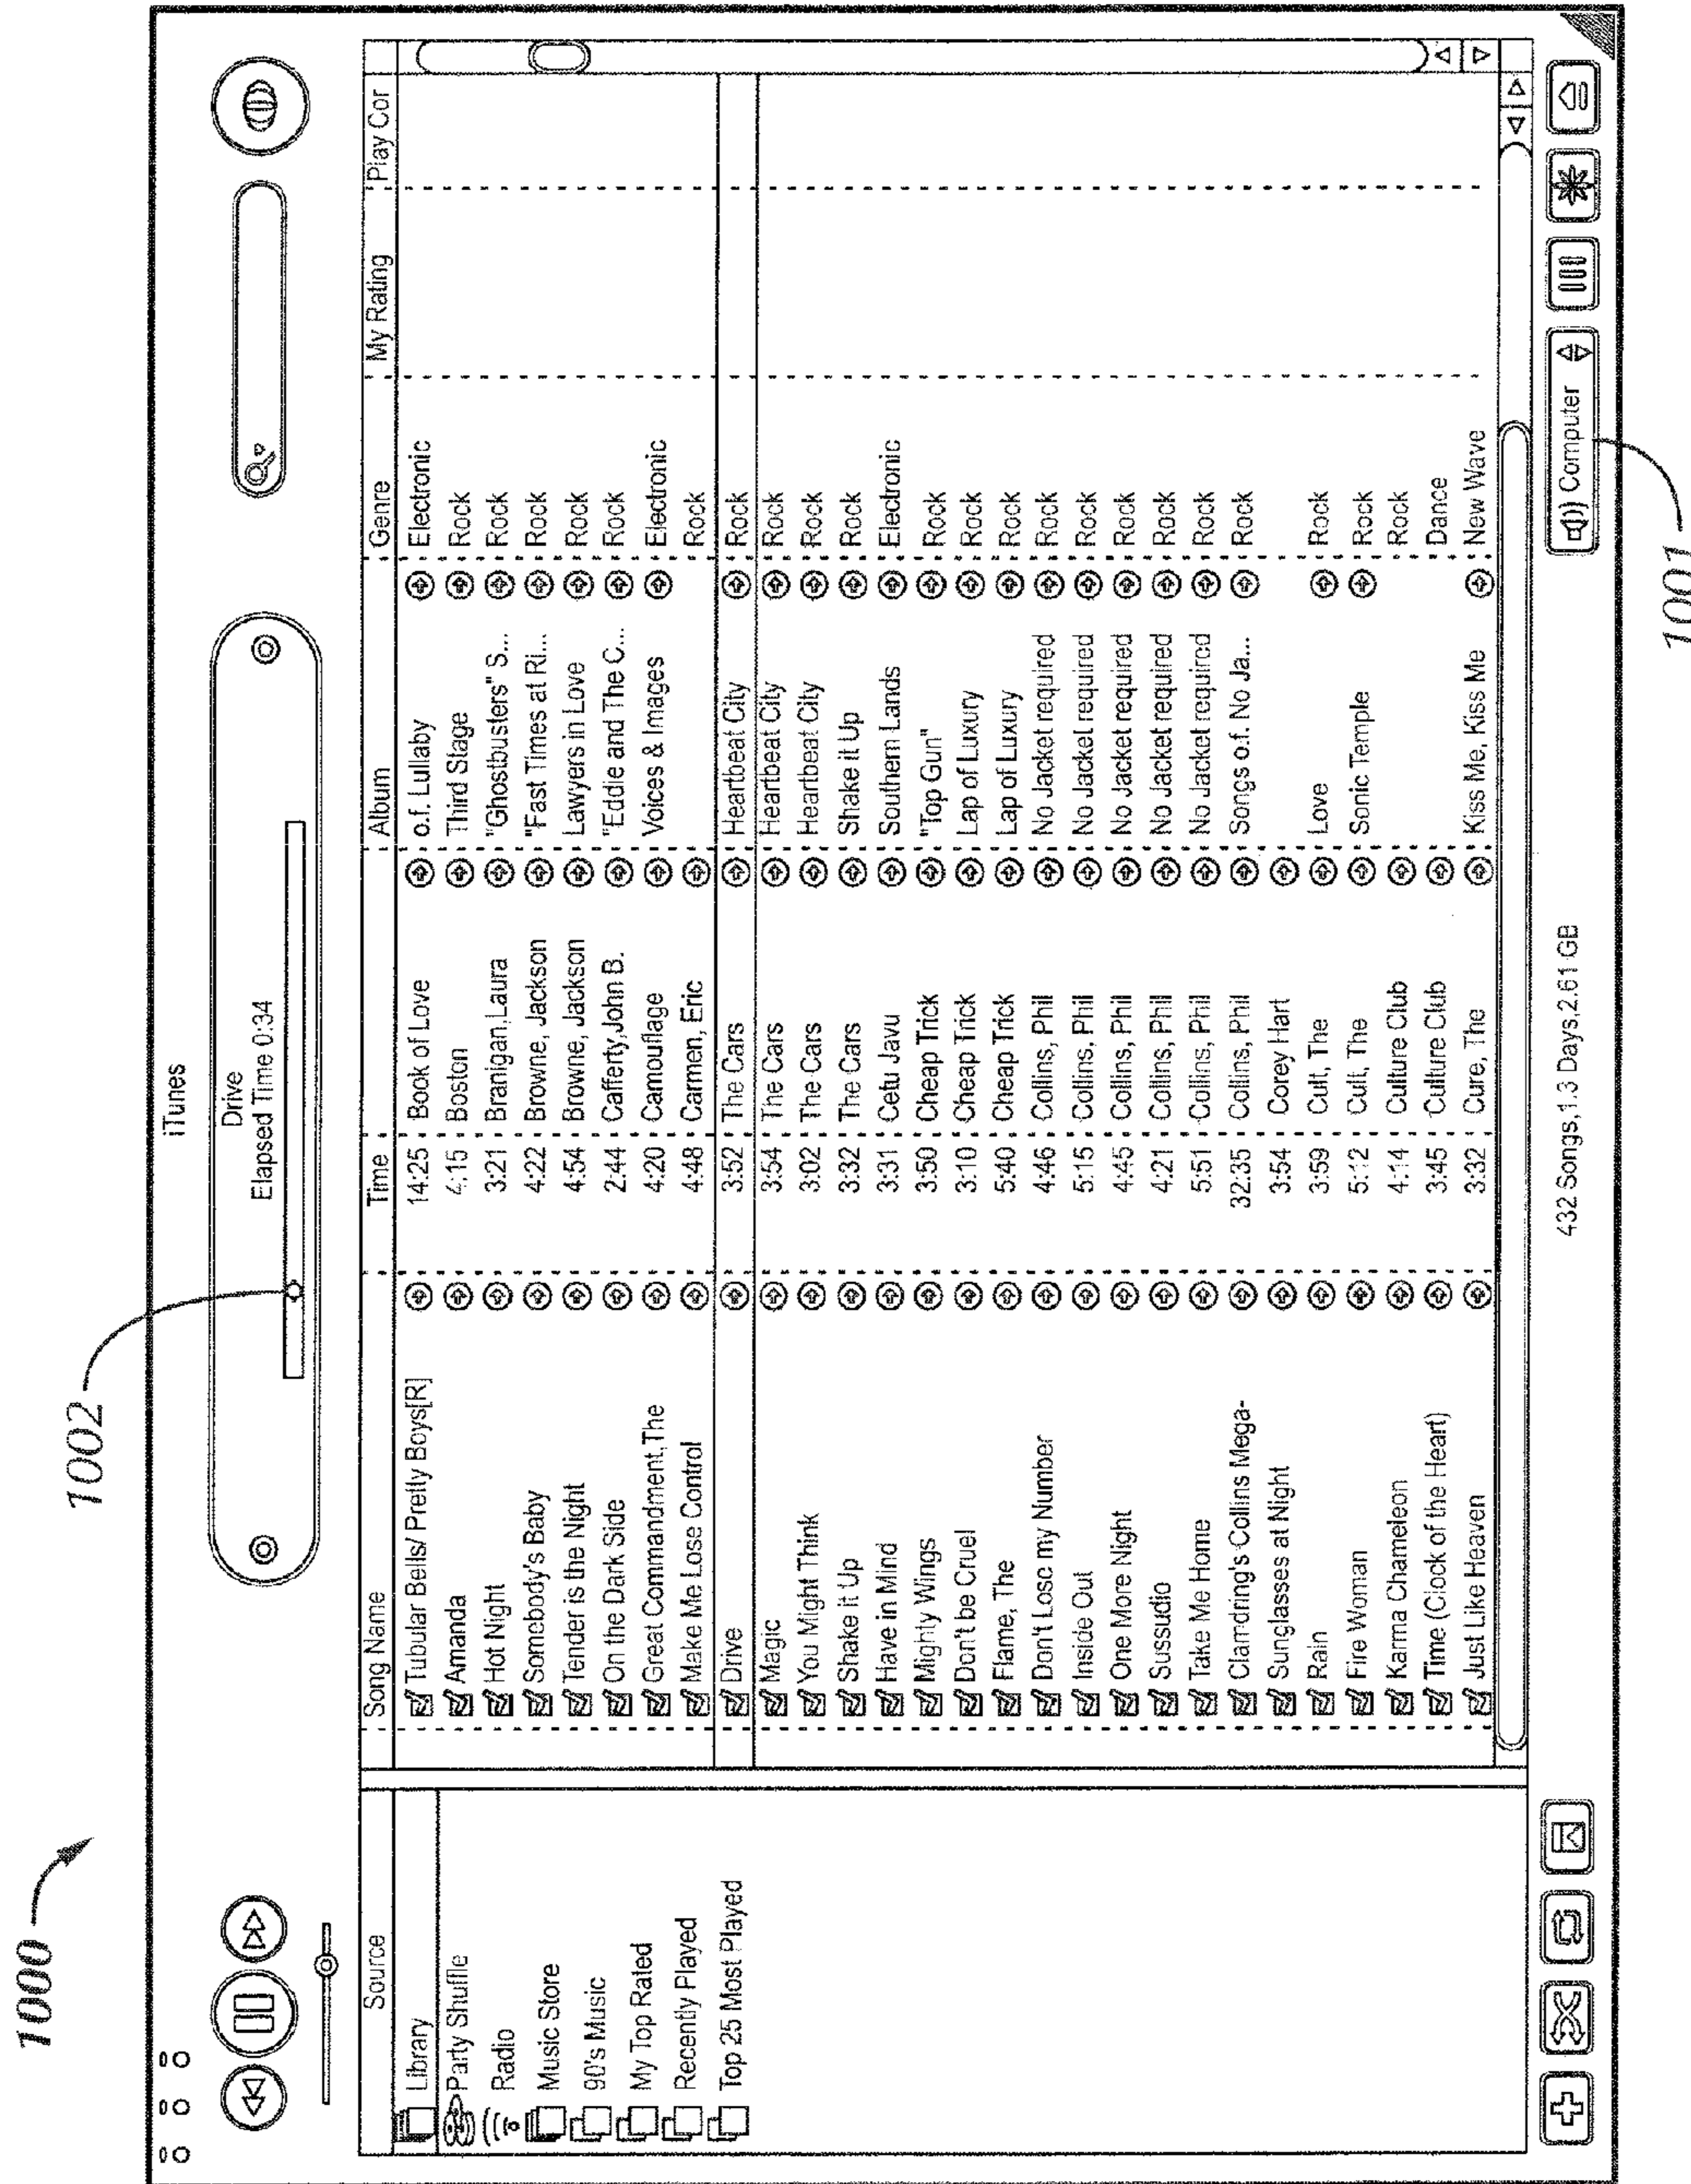 1000
1002
iTunes
Drive
Elapsed Time 0:34
Source
Library
Party Shuffle
Radio
Music Store
90's Music
My Top Rated
Recently Played
Top 25 Most Played
Song Name Time Artist Album Genre My Rating Play Cor
Tubular Bells/ Pretty Boys[R] 14:25 Book of Love o.f. Lullaby Electronic
Amanda 4:15 Boston Third Stage Rock
Hot Night 3:21 Branigan,Laura "Ghostbusters" S... Rock
Somebody's Baby 4:22 Browne, Jackson "Fast Times at Ri... Rock
Tender is the Night 4:54 Browne, Jackson Lawyers in Love Rock
On the Dark Side 2:44 Cafferty,John B. "Eddie and The C... Rock
Great Commandment,The 4:20 Camouflage Voices & Images Electronic
Make Me Lose Control 4:48 Carmen, Eric Rock
Drive 3:52 The Cars Heartbeat City Rock
Magic 3:54 The Cars Heartbeat City Rock
You Might Think 3:02 The Cars Heartbeat City Rock
Shake it Up 3:32 The Cars Shake it Up Rock
Have in Mind 3:31 Cetu Javu Southern Lands Electronic
Mighty Wings 3:50 Cheap Trick "Top Gun" Rock
Don't be Cruel 3:10 Cheap Trick Lap of Luxury Rock
Flame, The 5:40 Cheap Trick Lap of Luxury Rock
Don't Lose my Number 4:46 Collins, Phil No Jacket required Rock
Inside Out 5:15 Collins, Phil No Jacket required Rock
One More Night 4:45 Collins, Phil No Jacket required Rock
Sussudio 4:21 Collins, Phil No Jacket required Rock
Take Me Home 5:51 Collins, Phil No Jacket required Rock
Clamdring's Collins Mega- 32:35 Collins, Phil Songs o.f. No Ja... Rock
Sunglasses at Night 3:54 Corey Hart
Rain 3:59 Cult, The Love Rock
Fire Woman 5:12 Cult, The Sonic Temple Rock
Karma Chameleon 4:14 Culture Club Rock
Time (Clock of the Heart) 3:45 Culture Club Dance
Just Like Heaven 3:32 Cure, The Kiss Me, Kiss Me New Wave
432 Songs,1.3 Days,2.61 GB
Computer
1001